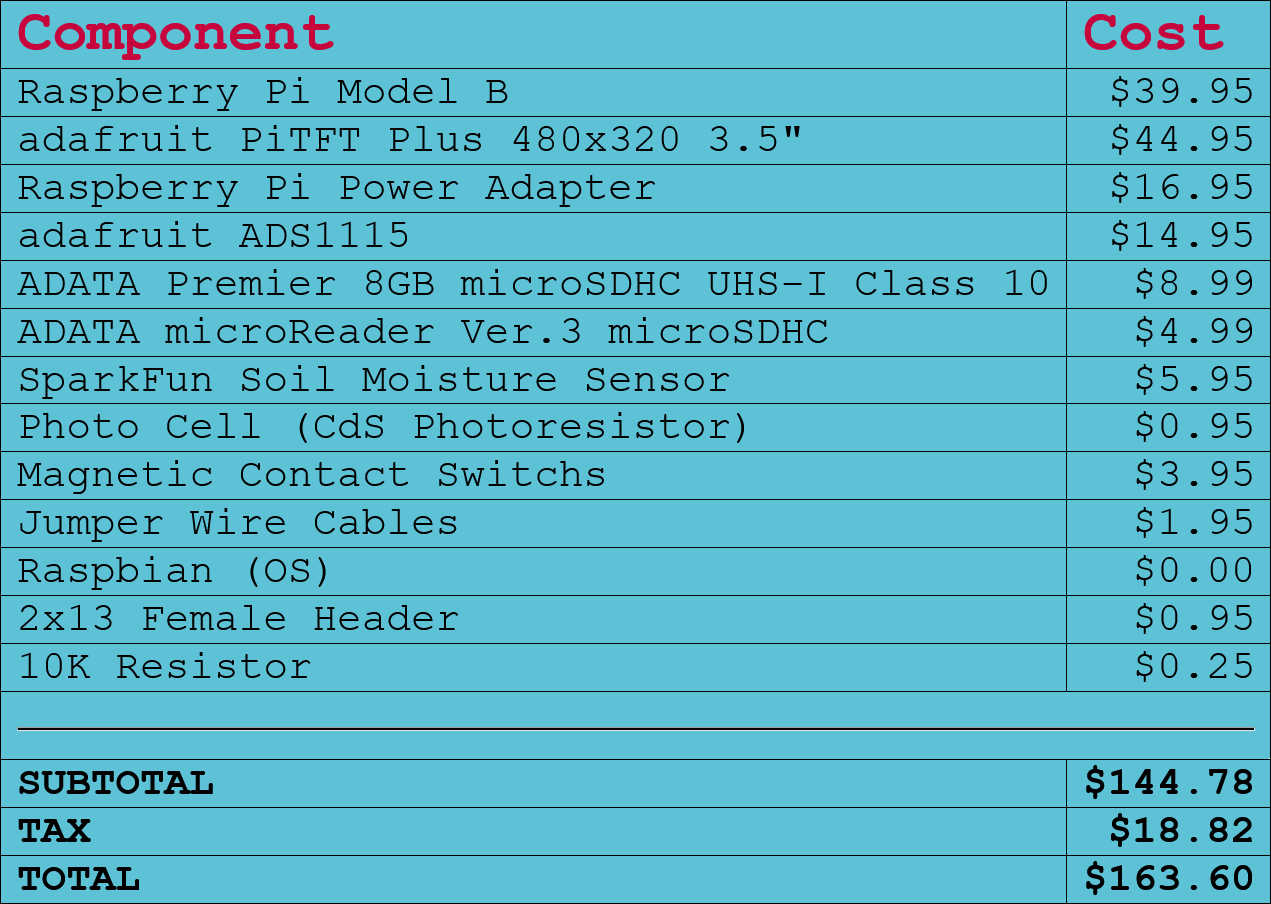 Component Cost
Raspberry Pi Model B $39.95
adafruit PiTFT Plus 480x320 3.5" $44.95
Raspberry Pi Power Adapter $16.95
adafruit ADS1115 $14.95
ADATA Premier 8GB microSDHC UHS-I Class 10 $8.99
ADATA microReader Ver.3 microSDHC $4.99
SparkFun Soil Moisture Sensor $5.95
Photo Cell (CdS Photoresistor) $0.95
Magnetic Contact Switchs $3.95
Jumper Wire Cables $1.95
Raspbian (OS) $0.00
2x13 Female Header $0.95
10K Resistor $0.25
SUBTOTAL $144.78
TAX $18.82
TOTAL $163.60